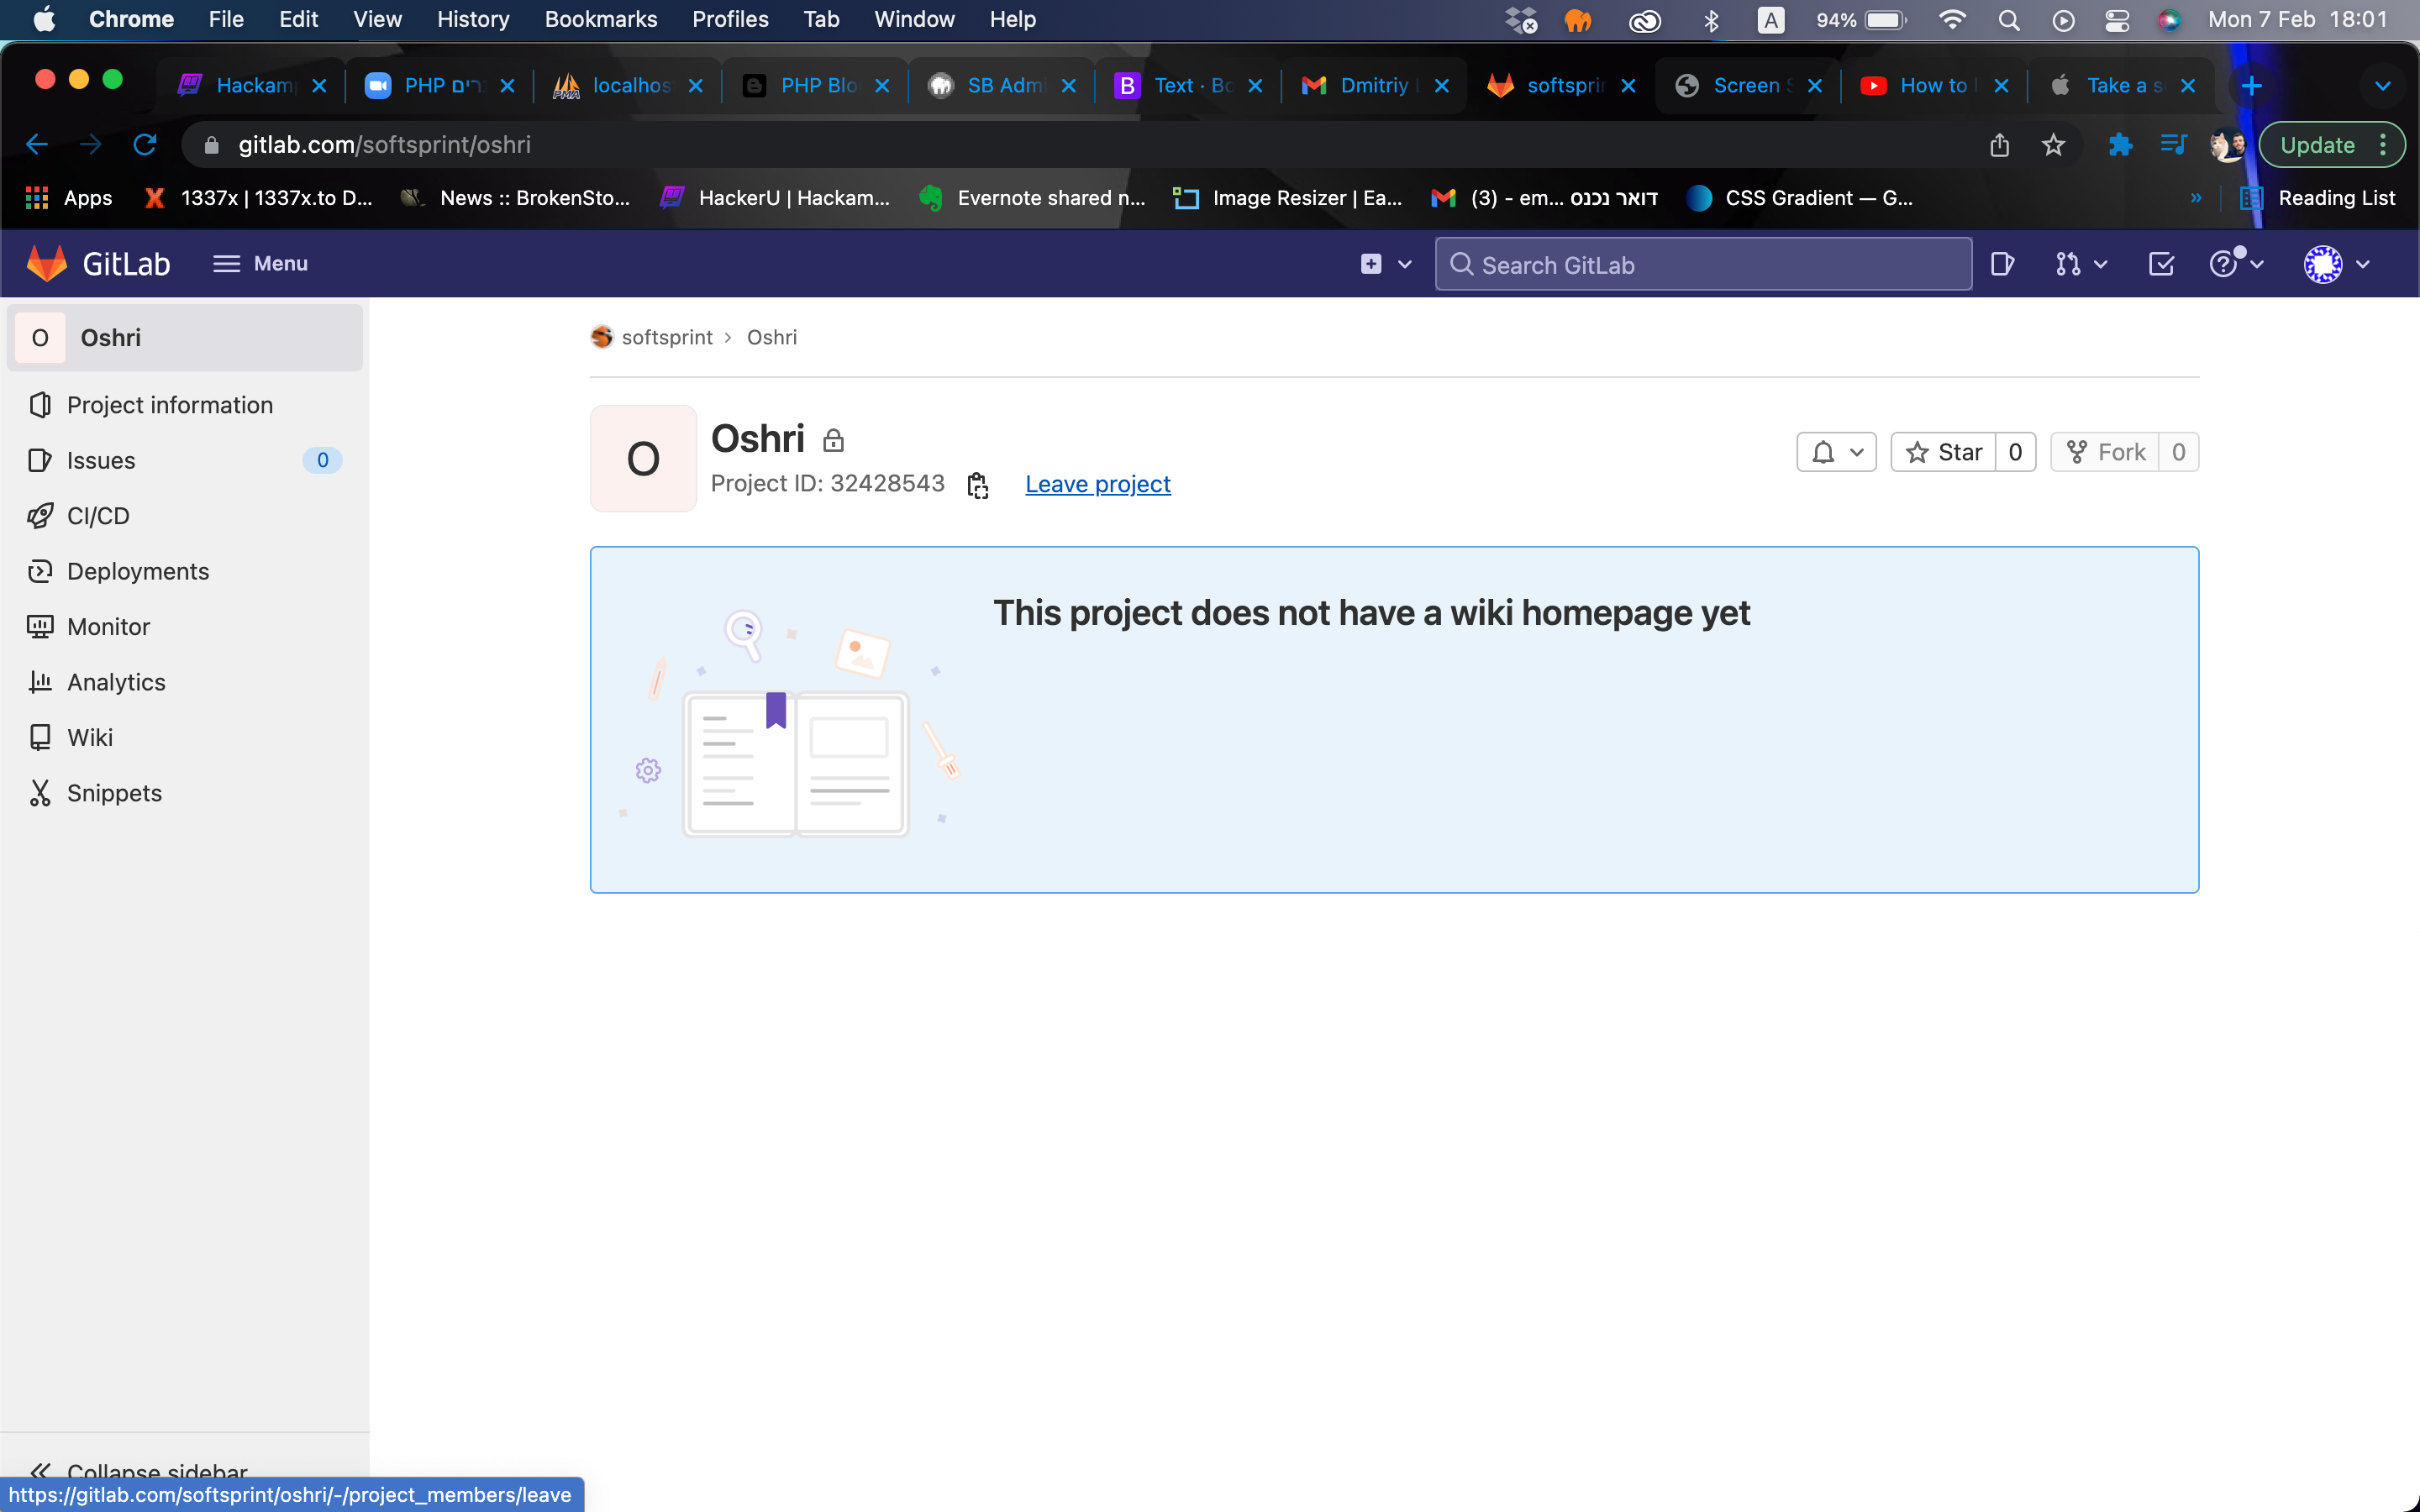 Chrome File Edit View History Bookmarks Profiles Tab Window Help A 94% Mon 7 Feb 18:01
Hackam PHP localhos PHP Blo SB Admi B Text · Bo Dmitriy softsprin Screen S How to Take a s
gitlab.com/softsprint/oshri Update
Apps 1337x | 1337x.to D... News :: BrokenSto... HackerU | Hackam... Evernote shared n... Image Resizer | Ea... (3) - em... דואר נכנס CSS Gradient — G... » Reading List
GitLab Menu Search GitLab
O Oshri
softsprint › Oshri
Project information
Issues 0
CI/CD
Deployments
Monitor
Analytics
Wiki
Snippets
O
Oshri
Project ID: 32428543 Leave project
Star 0 Fork 0
This project does not have a wiki homepage yet
Collapse sidebar
https://gitlab.com/softsprint/oshri/-/project_members/leave